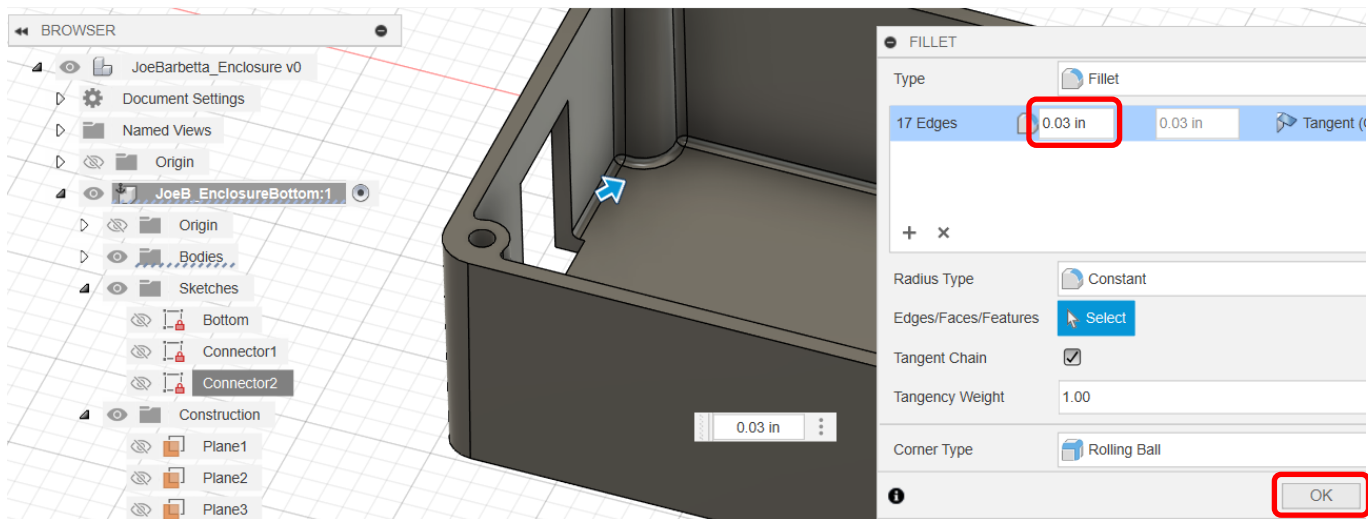 BROWSER
JoeBarbetta_Enclosure v0
Document Settings
Named Views
Origin
JoeB_EnclosureBottom:1
Origin
Bodies
Sketches
Bottom
Connector1
Connector2
Construction
Plane1
Plane2
Plane3
0.03 in
FILLET
Type Fillet
17 Edges 0.03 in 0.03 in Tangent (
Radius Type Constant
Edges/Faces/Features Select
Tangent Chain
Tangency Weight 1.00
Corner Type Rolling Ball
OK